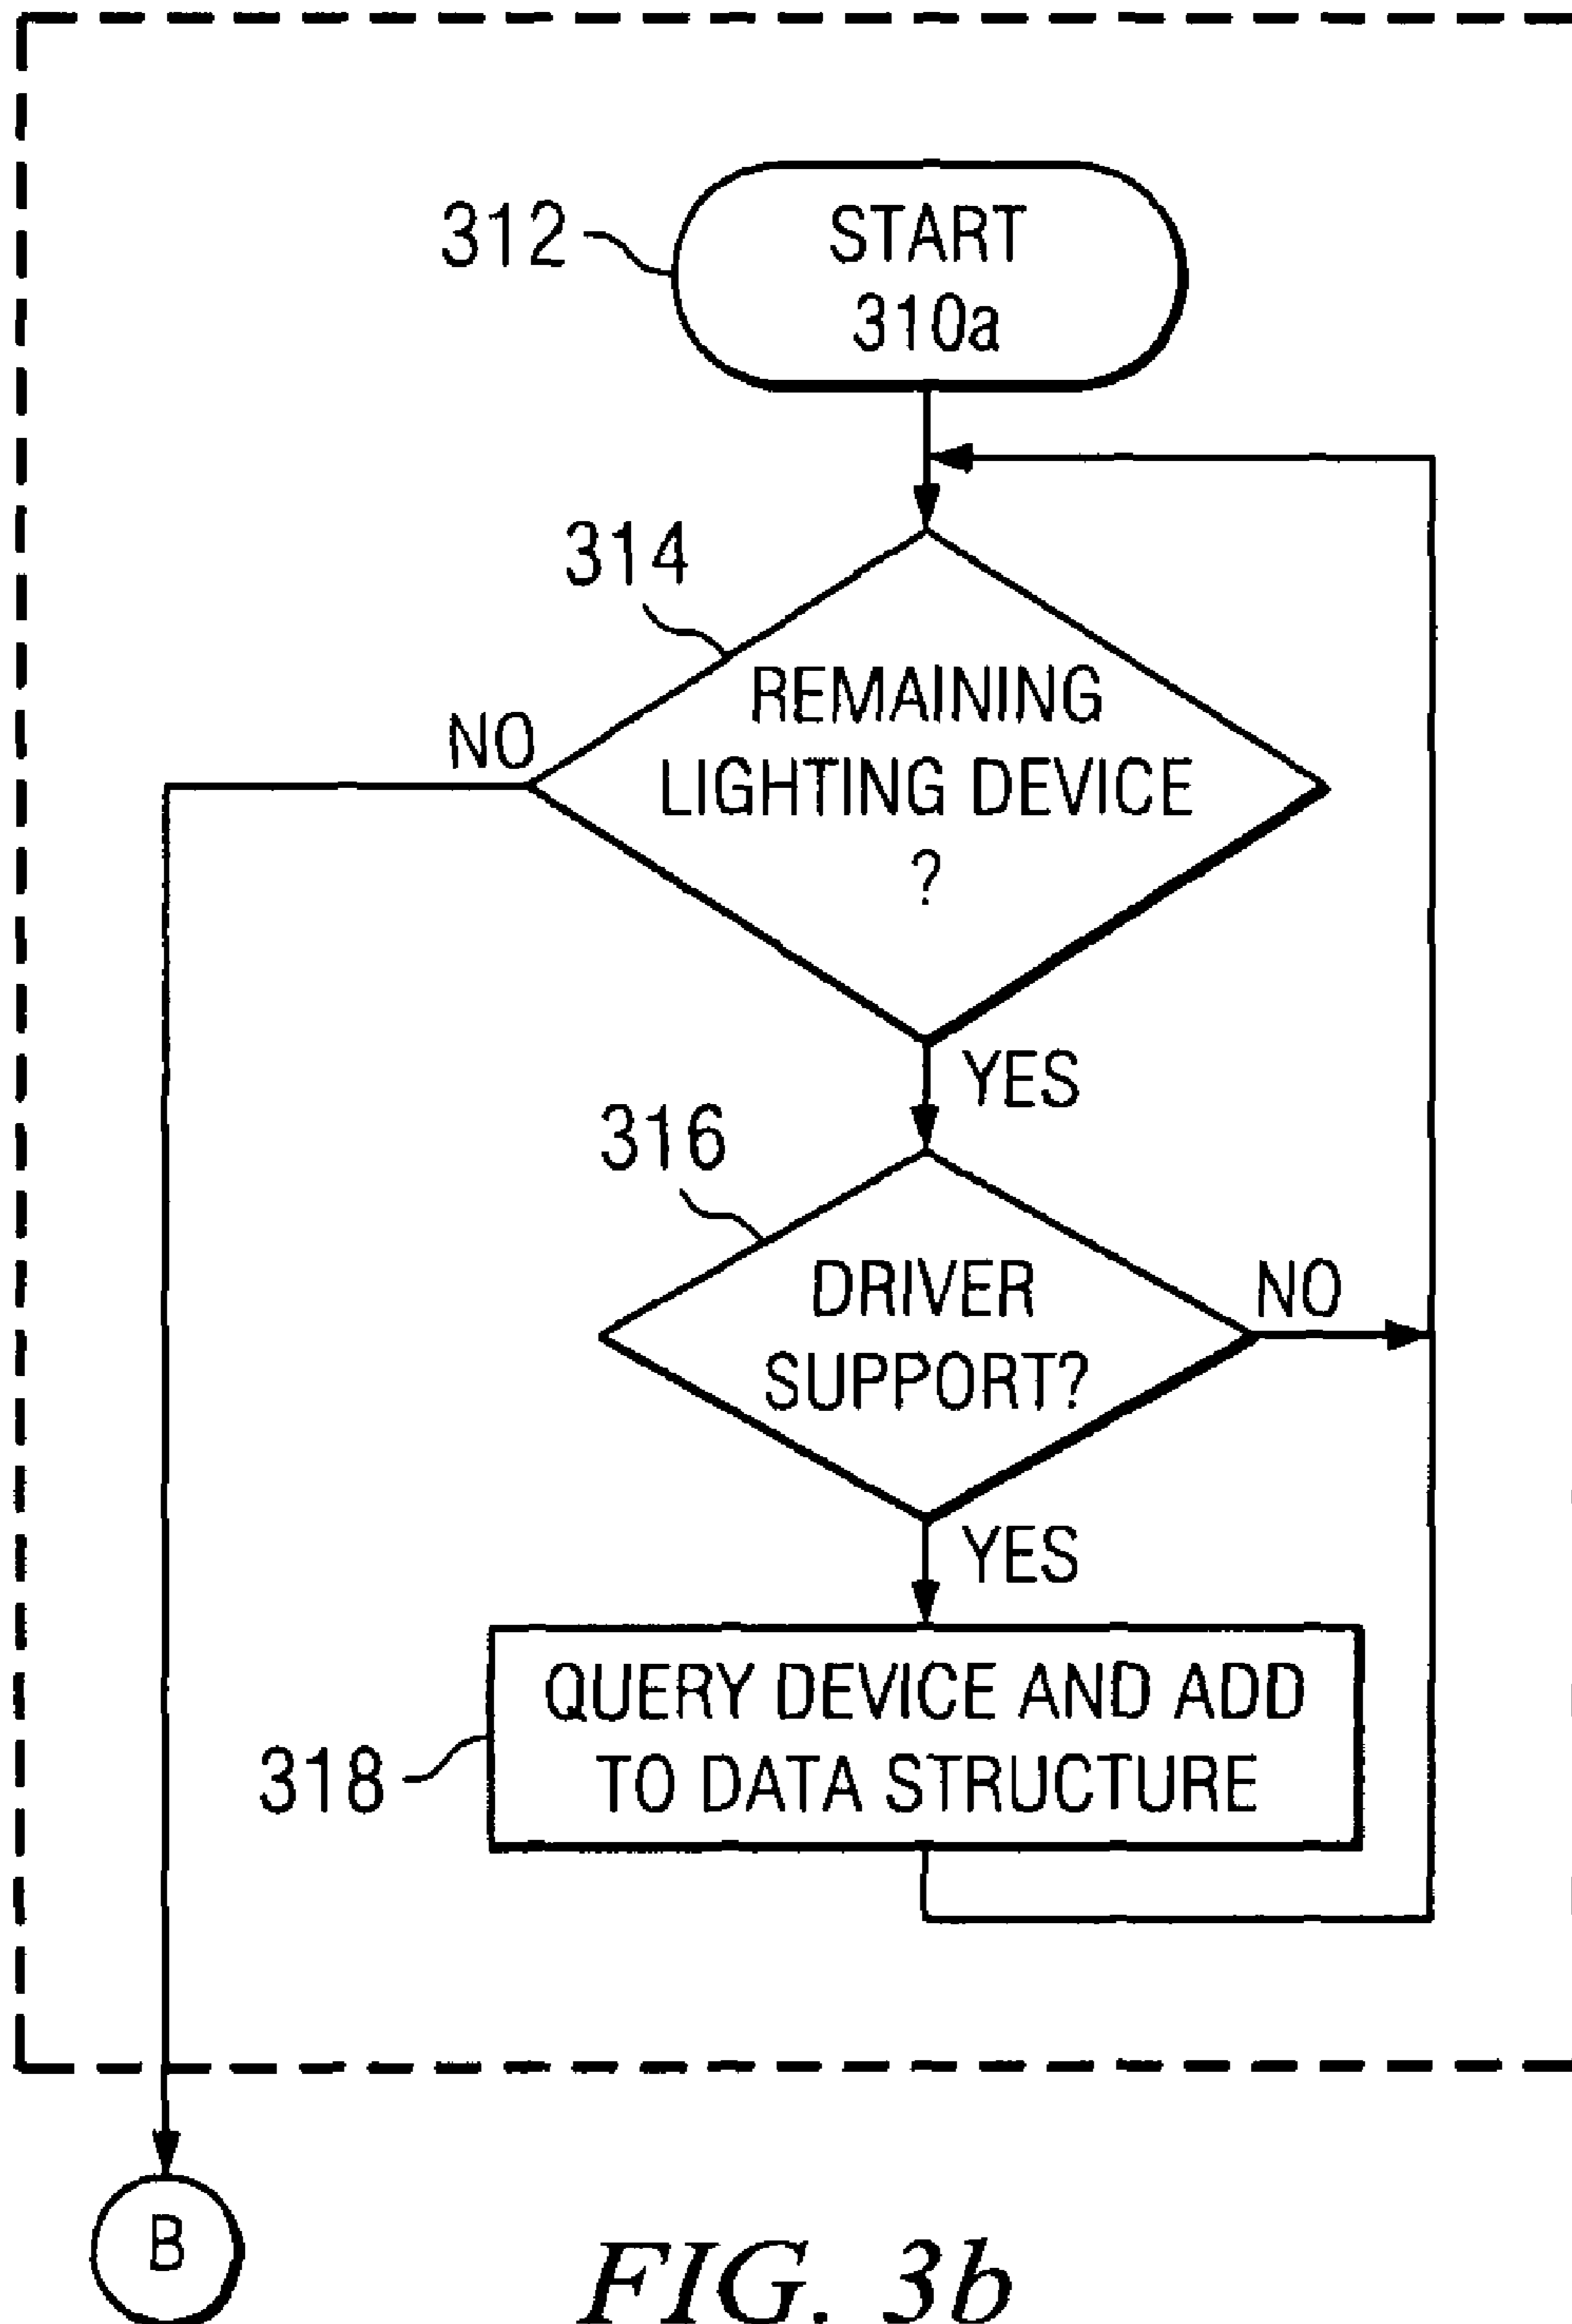 312
START
310a
314
REMAINING
LIGHTING DEVICE
?
NO
YES
316
DRIVER
SUPPORT?
NO
YES
318
QUERY DEVICE AND ADD
TO DATA STRUCTURE
B
FIG. 3b